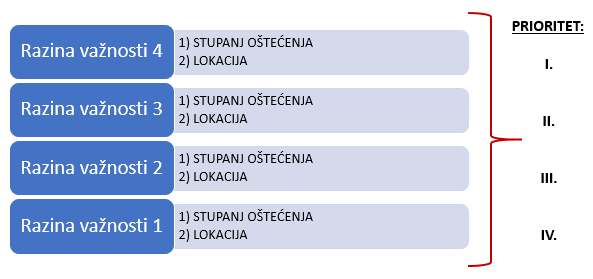 PRIORITET:
Razina važnosti 4
1) STUPANJ OŠTEĆENJA
2) LOKACIJA
I.
Razina važnosti 3
1) STUPANJ OŠTEĆENJA
2) LOKACIJA
II.
Razina važnosti 2
1) STUPANJ OŠTEĆENJA
2) LOKACIJA
III.
Razina važnosti 1
1) STUPANJ OŠTEĆENJA
2) LOKACIJA
IV.